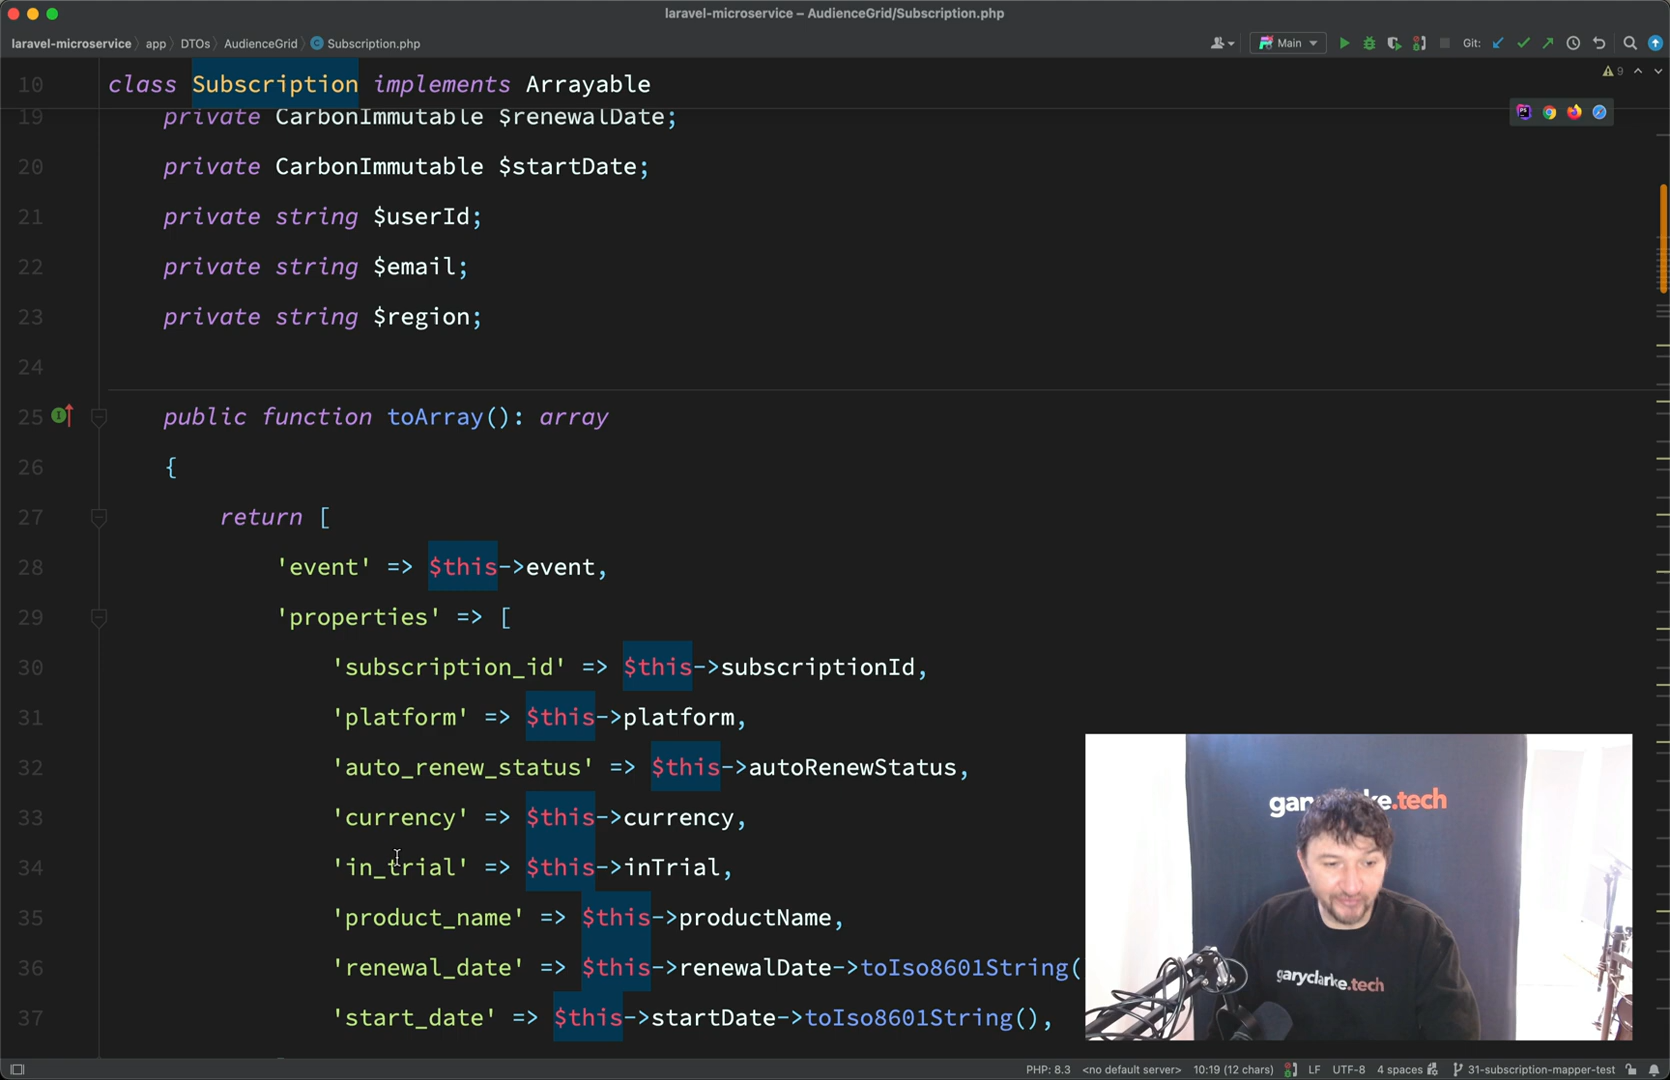 laravel-microservice – AudienceGrid/Subscription.php
laravel-microservice 〉 app 〉 DTOs 〉 AudienceGrid 〉 Subscription.php
Main
Git:
10 class Subscription implements Arrayable
9
19 private CarbonImmutable $renewalDate;
20 private CarbonImmutable $startDate;
21 private string $userId;
22 private string $email;
23 private string $region;
24
25 public function toArray(): array
26 {
27 return [
28 'event' => $this->event,
29 'properties' => [
30 'subscription_id' => $this->subscriptionId,
31 'platform' => $this->platform,
32 'auto_renew_status' => $this->autoRenewStatus,
33 'currency' => $this->currency,
34 'in_trial' => $this->inTrial,
35 'product_name' => $this->productName,
36 'renewal_date' => $this->renewalDate->toIso8601String(
37 'start_date' => $this->startDate->toIso8601String(),
garyclarke.tech
PHP: 8.3 <no default server> 10:19 (12 chars) LF UTF-8 4 spaces 31-subscription-mapper-test